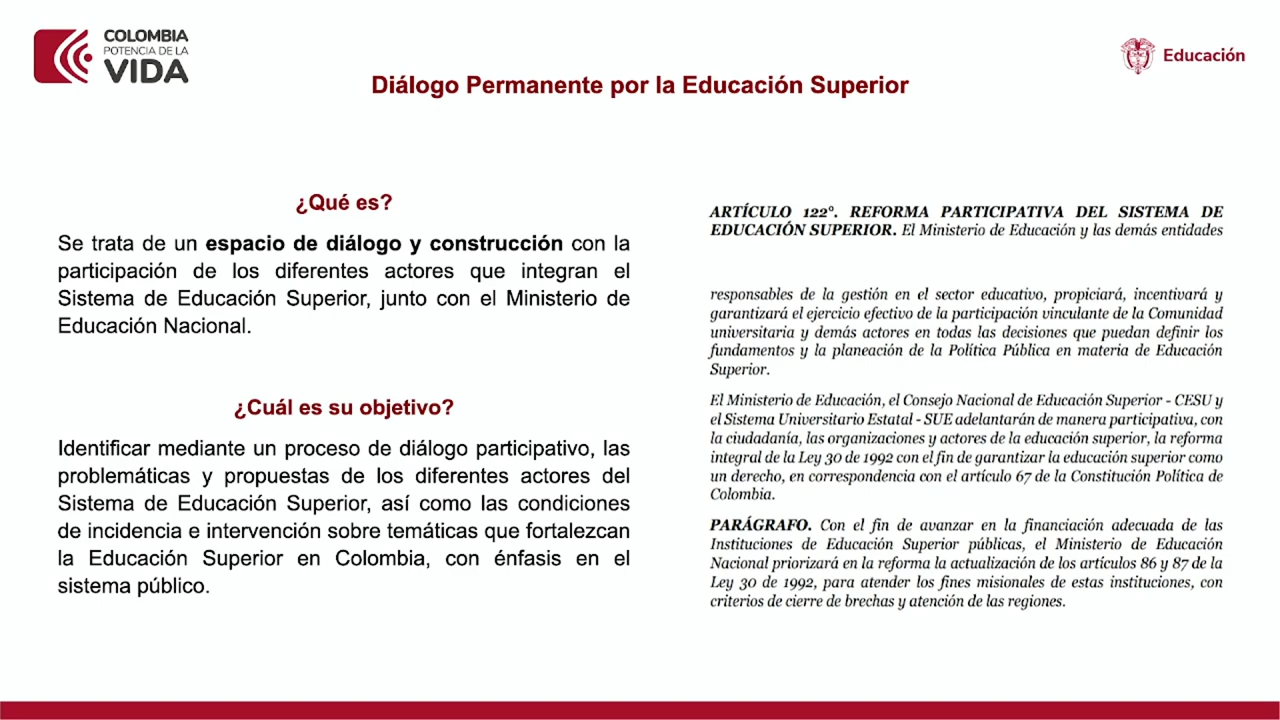 COLOMBIA
POTENCIA DE LA
VIDA
Educación
Diálogo Permanente por la Educación Superior
¿Qué es?
Se trata de un espacio de diálogo y construcción con la
participación de los diferentes actores que integran el
Sistema de Educación Superior, junto con el Ministerio de
Educación Nacional.
¿Cuál es su objetivo?
Identificar mediante un proceso de diálogo participativo, las
problemáticas y propuestas de los diferentes actores del
Sistema de Educación Superior, así como las condiciones
de incidencia e intervención sobre temáticas que fortalezcan
la Educación Superior en Colombia, con énfasis en el
sistema público.
ARTÍCULO 122°. REFORMA PARTICIPATIVA DEL SISTEMA DE
EDUCACIÓN SUPERIOR. El Ministerio de Educación y las demás entidades
responsables de la gestión en el sector educativo, propiciará, incentivará y
garantizará el ejercicio efectivo de la participación vinculante de la Comunidad
universitaria y demás actores en todas las decisiones que puedan definir los
fundamentos y la planeación de la Política Pública en materia de Educación
Superior.
El Ministerio de Educación, el Consejo Nacional de Educación Superior - CESU y
el Sistema Universitario Estatal - SUE adelantarán de manera participativa, con
la ciudadanía, las organizaciones y actores de la educación superior, la reforma
integral de la Ley 30 de 1992 con el fin de garantizar la educación superior como
un derecho, en correspondencia con el artículo 67 de la Constitución Política de
Colombia.
PARÁGRAFO. Con el fin de avanzar en la financiación adecuada de las
Instituciones de Educación Superior públicas, el Ministerio de Educación
Nacional priorizará en la reforma la actualización de los artículos 86 y 87 de la
Ley 30 de 1992, para atender los fines misionales de estas instituciones, con
criterios de cierre de brechas y atención de las regiones.